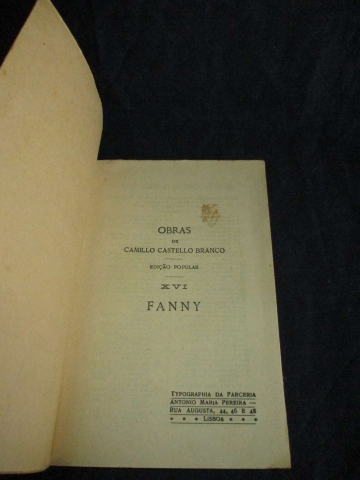 OBRAS
DE
CAMILLO CASTELLO BRANCO
EDIÇÃO POPULAR
XVI
FANNY
TYPOGRAPHIA DA PARCERIA
ANTONIO MARIA PEREIRA —
RUA AUGUSTA, 44, 46 E 48
* * * LISBOA * * *